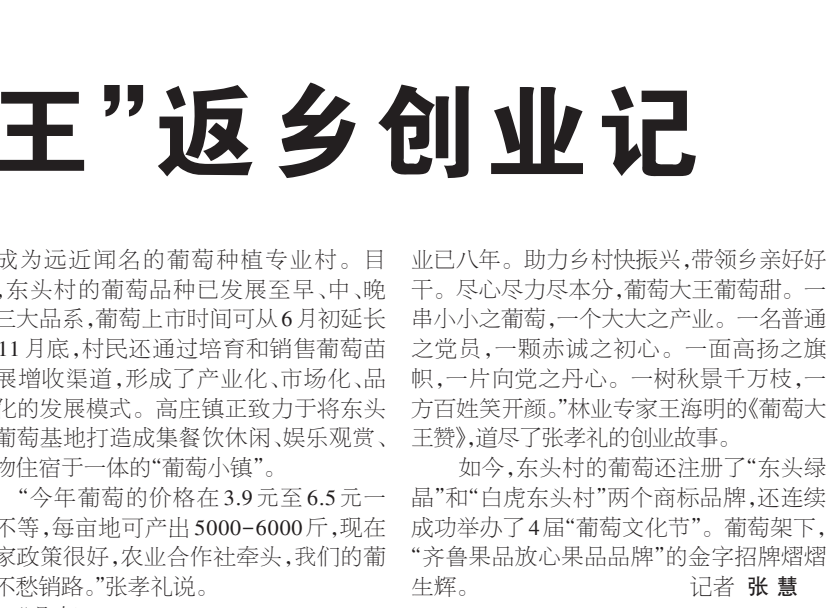 王”返乡创业记
成为远近闻名的葡萄种植专业村。目
,东头村的葡萄品种已发展至早、中、晚
三大品系,葡萄上市时间可从6月初延长
11月底,村民还通过培育和销售葡萄苗
展增收渠道,形成了产业化、市场化、品
化的发展模式。高庄镇正致力于将东头
葡萄基地打造成集餐饮休闲、娱乐观赏、
物住宿于一体的“葡萄小镇”。
“今年葡萄的价格在3.9元至6.5元一
不等,每亩地可产出5000-6000斤,现在
家政策很好,农业合作社牵头,我们的葡
不愁销路。”张孝礼说。
业已八年。助力乡村快振兴,带领乡亲好好
干。尽心尽力尽本分,葡萄大王葡萄甜。一
串小小之葡萄,一个大大之产业。一名普通
之党员,一颗赤诚之初心。一面高扬之旗
帜,一片向党之丹心。一树秋景千万枝,一
方百姓笑开颜。”林业专家王海明的《葡萄大
王赞》,道尽了张孝礼的创业故事。
如今,东头村的葡萄还注册了“东头绿
晶”和“白虎东头村”两个商标品牌,还连续
成功举办了4届“葡萄文化节”。葡萄架下,
“齐鲁果品放心果品品牌”的金字招牌熠熠
生辉。 记者 张 慧